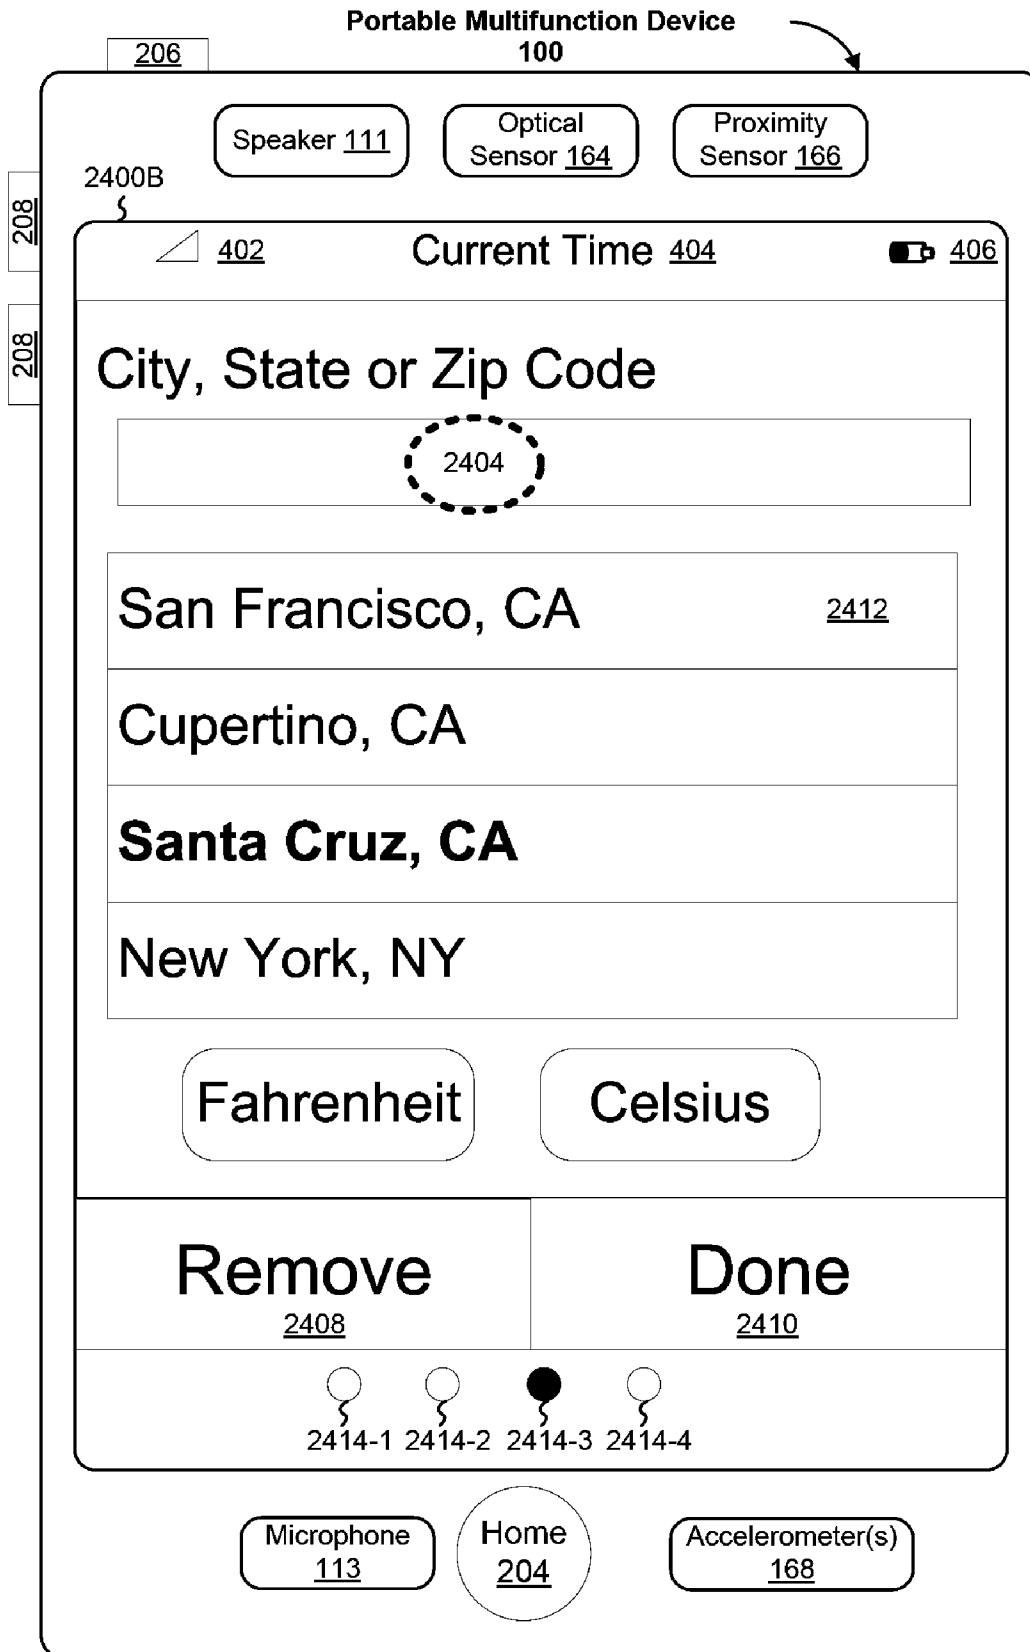 Portable Multifunction Device
100
206
Speaker 111
Optical
Sensor 164
Proximity
Sensor 166
2400B
208
402
Current Time 404
406
208
City, State or Zip Code
2404
San Francisco, CA
2412
Cupertino, CA
Santa Cruz, CA
New York, NY
Fahrenheit
Celsius
Remove
2408
Done
2410
2414-1 2414-2 2414-3 2414-4
Microphone
113
Home
204
Accelerometer(s)
168